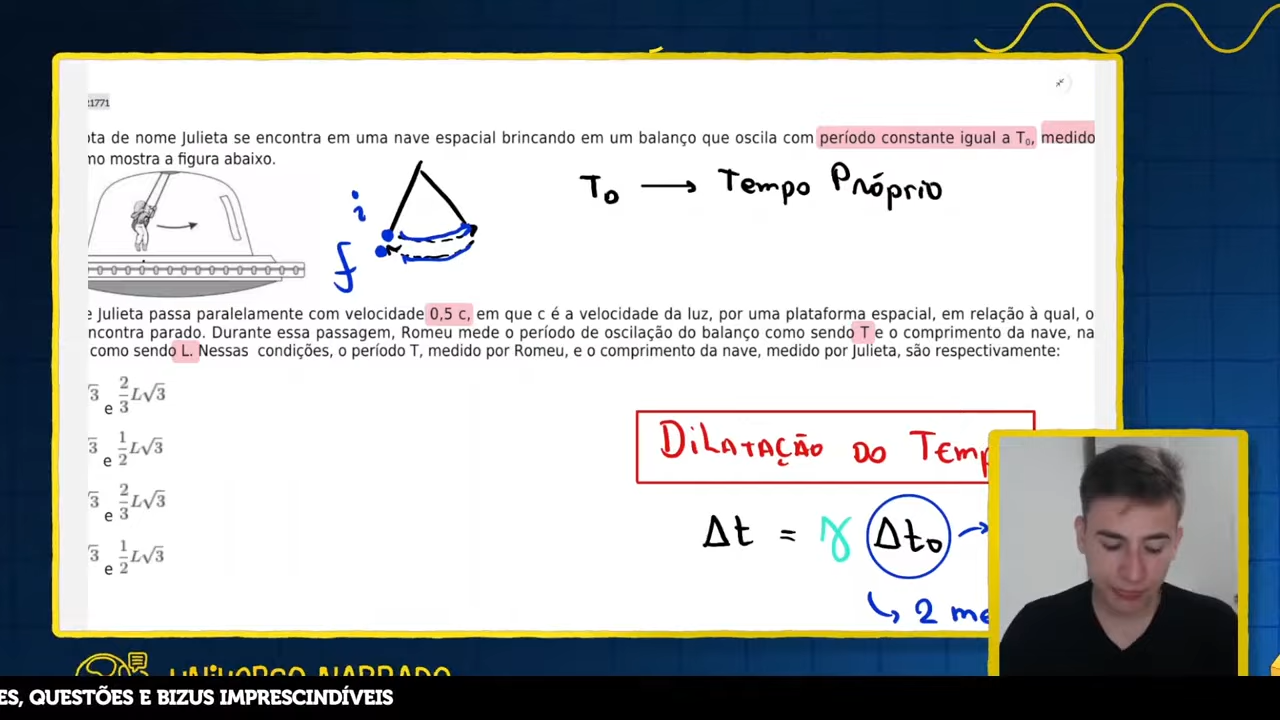 21771
ota de nome Julieta se encontra em uma nave espacial brincando em um balanço que oscila com período constante igual a T₀, medido
mo mostra a figura abaixo.
T₀ → Tempo Próprio
i
f
e Julieta passa paralelamente com velocidade 0,5 c, em que c é a velocidade da luz, por uma plataforma espacial, em relação à qual, o
ncontra parado. Durante essa passagem, Romeu mede o período de oscilação do balanço como sendo T e o comprimento da nave, na
como sendo L. Nessas condições, o período T, medido por Romeu, e o comprimento da nave, medido por Julieta, são respectivamente:
√3 e 2/3 L√3
√3 e 1/2 L√3
√3 e 2/3 L√3
√3 e 1/2 L√3
DILATAÇÃO DO TEMP
Δt = γ Δt₀ →
↳ 2 me
ES, QUESTÕES E BIZUS IMPRESCINDÍVEIS